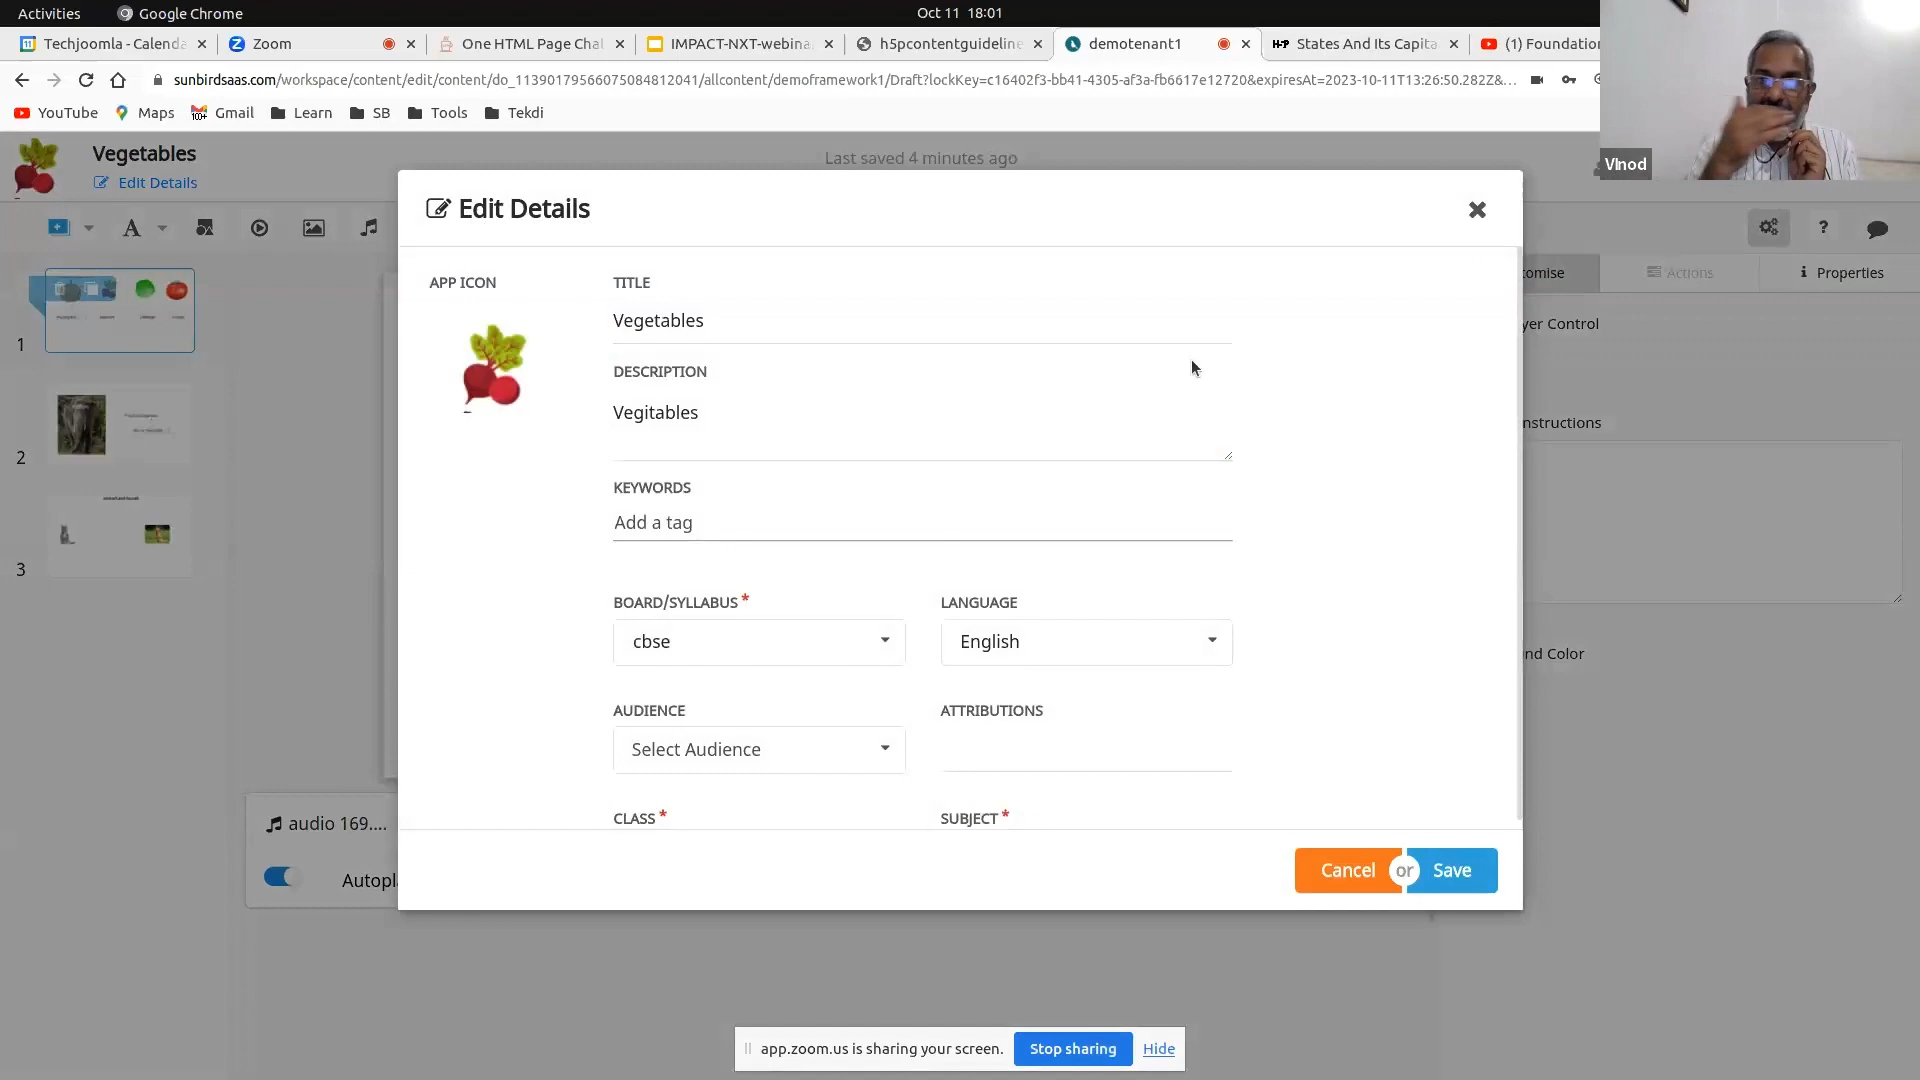 Activities Google Chrome Oct 11 18:01
Techjoomla - Calenda Zoom One HTML Page Chat IMPACT-NXT-webina h5pcontentguideline demotenant1 H-P States And Its Capita (1) Foundation
sunbirdsaas.com/workspace/content/edit/content/do_11390179566075084812041/allcontent/demoframework1/Draft?lockKey=c16402f3-bb41-4305-af3a-fb6617e12720&expiresAt=2023-10-11T13:26:50.282Z&...
YouTube Maps Gmail Learn SB Tools Tekdi
VInod
Vegetables Last saved 4 minutes ago
Edit Details
Edit Details
omise Actions Properties
APP ICON TITLE
Vegetables
yer Control
1
DESCRIPTION
Vegitables
nstructions
2
KEYWORDS
Add a tag
3
BOARD/SYLLABUS * LANGUAGE
cbse English
nd Color
AUDIENCE ATTRIBUTIONS
Select Audience
CLASS * SUBJECT *
audio 169....
Cancel or Save
Autopla
app.zoom.us is sharing your screen. Stop sharing Hide